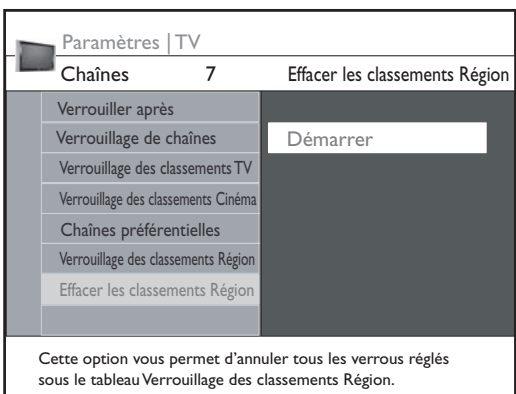 Paramètres | TV
Chaînes 7 Effacer les classements Région
Verrouiller après
Verrouillage de chaînes
Démarrer
Verrouillage des classements TV
Verrouillage des classements Cinéma
Chaînes préférentielles
Verrouillage des classements Région
Effacer les classements Région
Cette option vous permet d'annuler tous les verrous réglés
sous le tableau Verrouillage des classements Région.